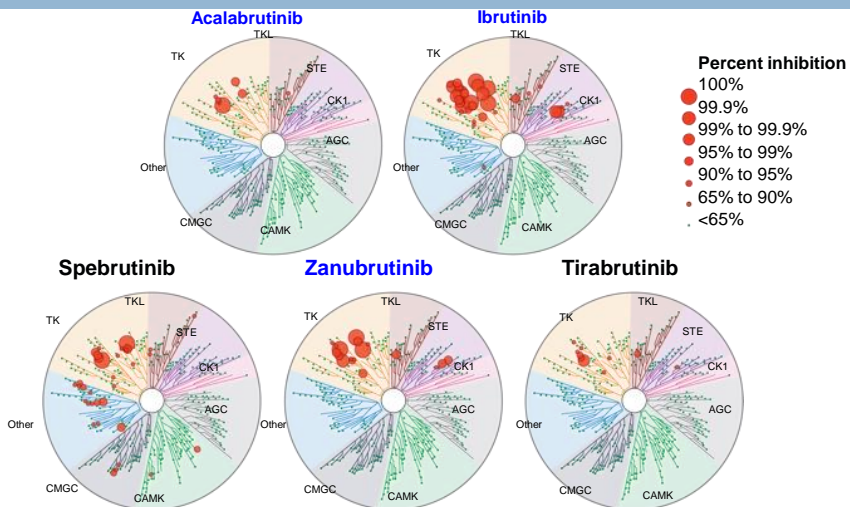 Acalabrutinib
Ibrutinib
TKL
TK
STE
CK1
AGC
Other
CMGC
CAMK
TKL
TK
STE
CK1
AGC
Other
CMGC
CAMK
Percent inhibition
100%
99.9%
99% to 99.9%
95% to 99%
90% to 95%
65% to 90%
<65%
Spebrutinib
Zanubrutinib
Tirabrutinib
TKL
TK
STE
CK1
AGC
Other
CMGC
CAMK
TKL
TK
STE
CK1
AGC
Other
CMGC
CAMK
TKL
TK
STE
CK1
AGC
Other
CMGC
CAMK